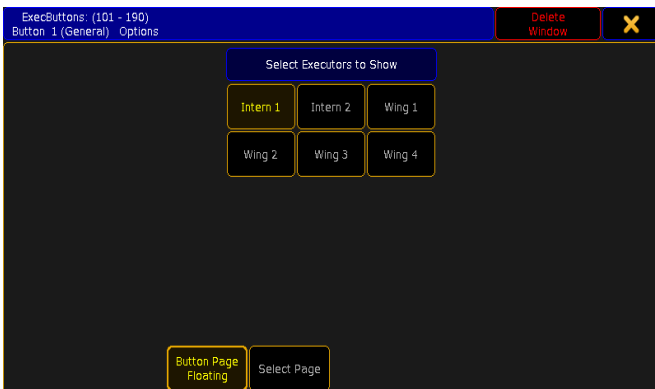 ExecButtons: (101 - 190)
Button 1 (General) Options
Delete
Window
Select Executors to Show
Intern 1
Intern 2
Wing 1
Wing 2
Wing 3
Wing 4
Button Page
Floating
Select Page